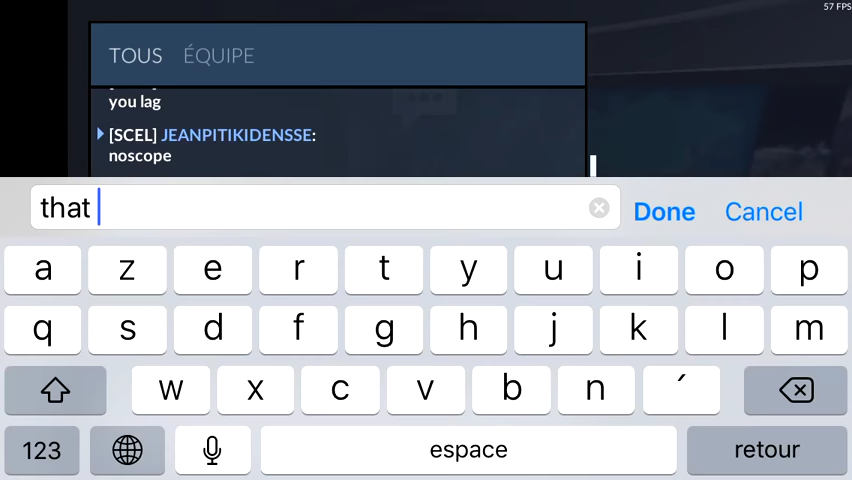 57 FPS
TOUS ÉQUIPE
you lag
[SCEL] JEANPITIKIDENSSE:
noscope
that
Done Cancel
a z e r t y u i o p
q s d f g h j k l m
w x c v b n ´
123 espace retour